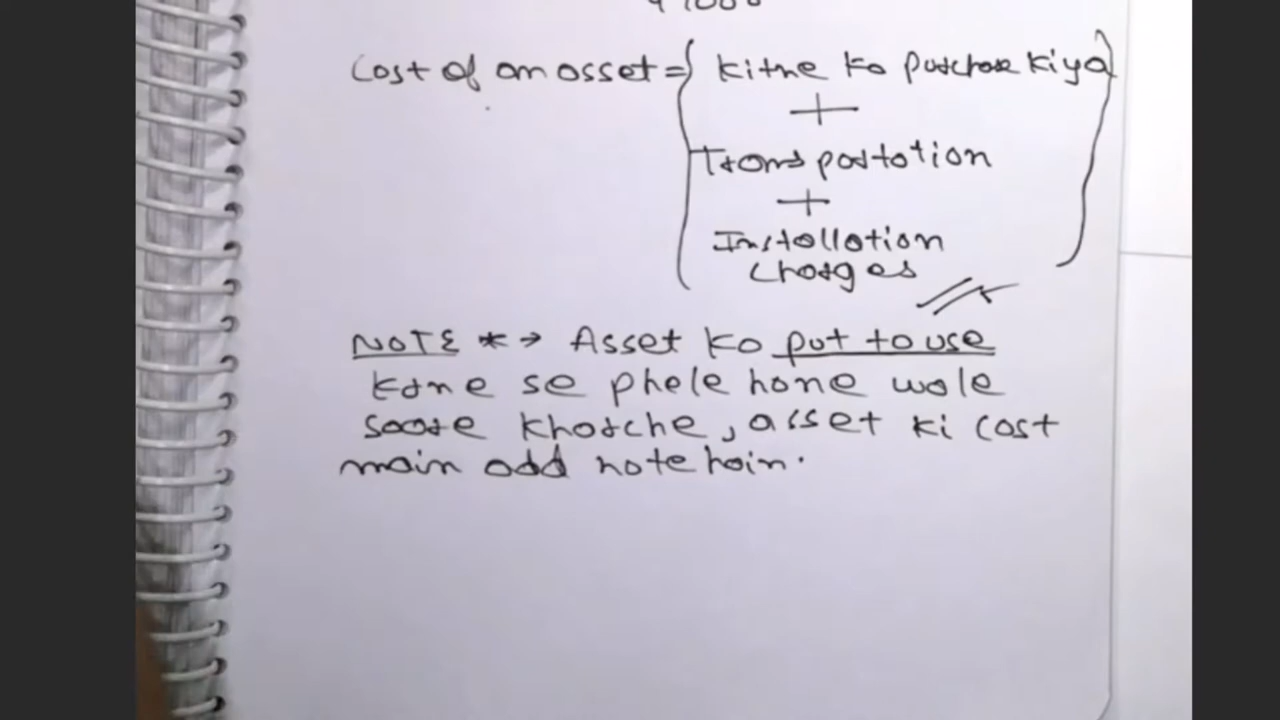 Cost of an asset = { kitne ko purchase kiya }
+
Transportation
+
Installation
Charges
NOTE * → Asset ko put to use
karne se phele hone wale
saare kharche, asset ki cost
main add hote hain.